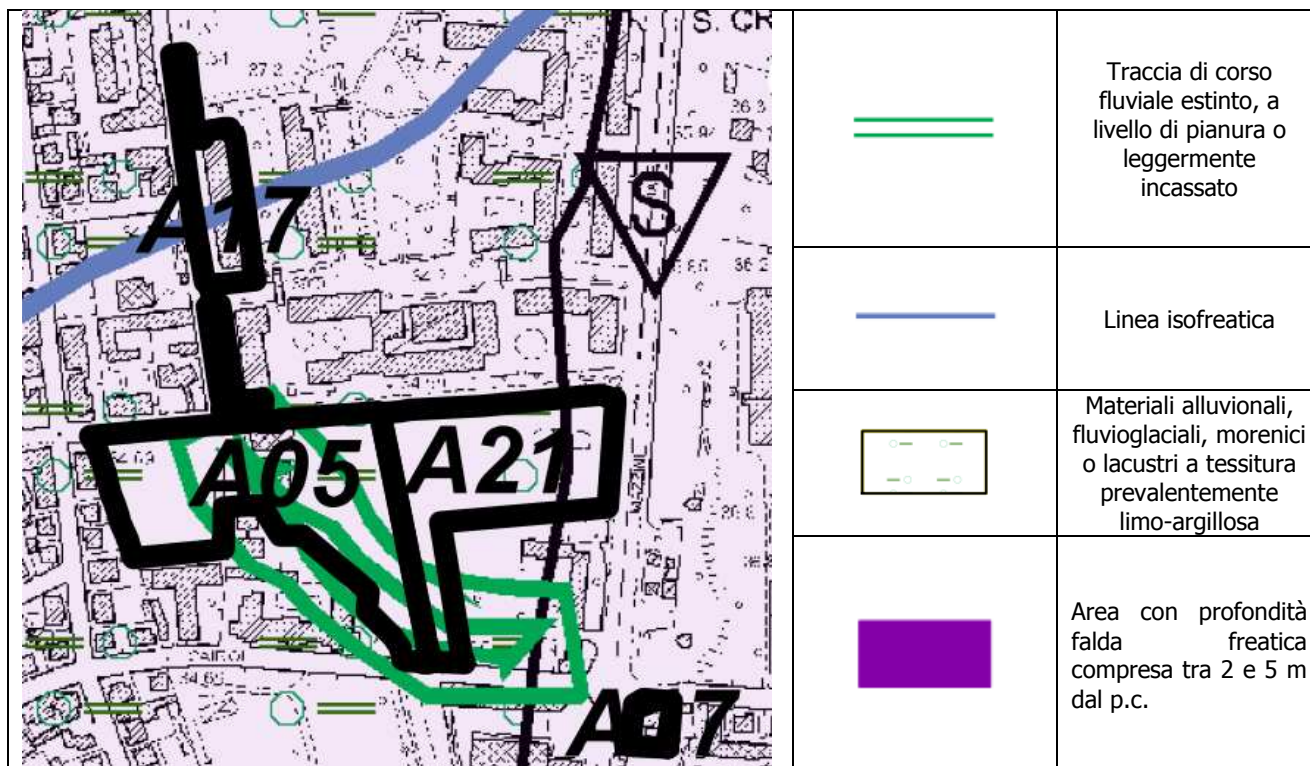 S. CR
S
A17
A05
A21
A07
MAZZINI
Traccia di corso
fluviale estinto, a
livello di pianura o
leggermente
incassato
Linea isofreatica
Materiali alluvionali,
fluvioglaciali, morenici
o lacustri a tessitura
prevalentemente
limo-argillosa
Area con profondità
falda freatica
compresa tra 2 e 5 m
dal p.c.